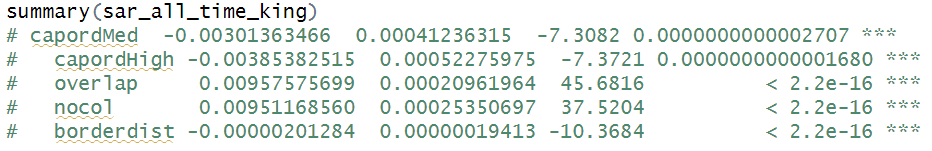 summary(sar_all_time_king)
# capordMed -0.00301363466 0.00041236315 -7.3082 0.0000000000002707 ***
# capordHigh -0.00385382515 0.00052275975 -7.3721 0.0000000000001680 ***
# overlap 0.00957575699 0.00020961964 45.6816 < 2.2e-16 ***
# nocol 0.00951168560 0.00025350697 37.5204 < 2.2e-16 ***
# borderdist -0.00000201284 0.00000019413 -10.3684 < 2.2e-16 ***